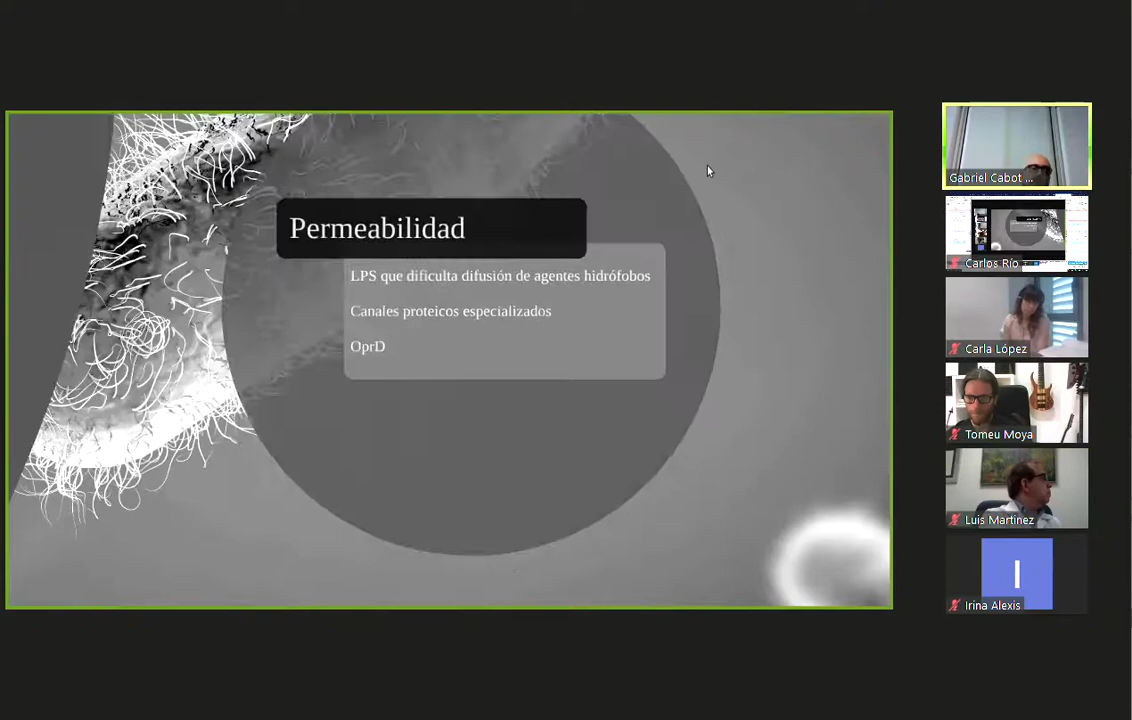 Permeabilidad
LPS que dificulta difusión de agentes hidrófobos
Canales proteicos especializados
OprD
Gabriel Cabot ...
Carlos Río
Carla López
Tomeu Moya
Luis Martínez
I
Irina Alexis